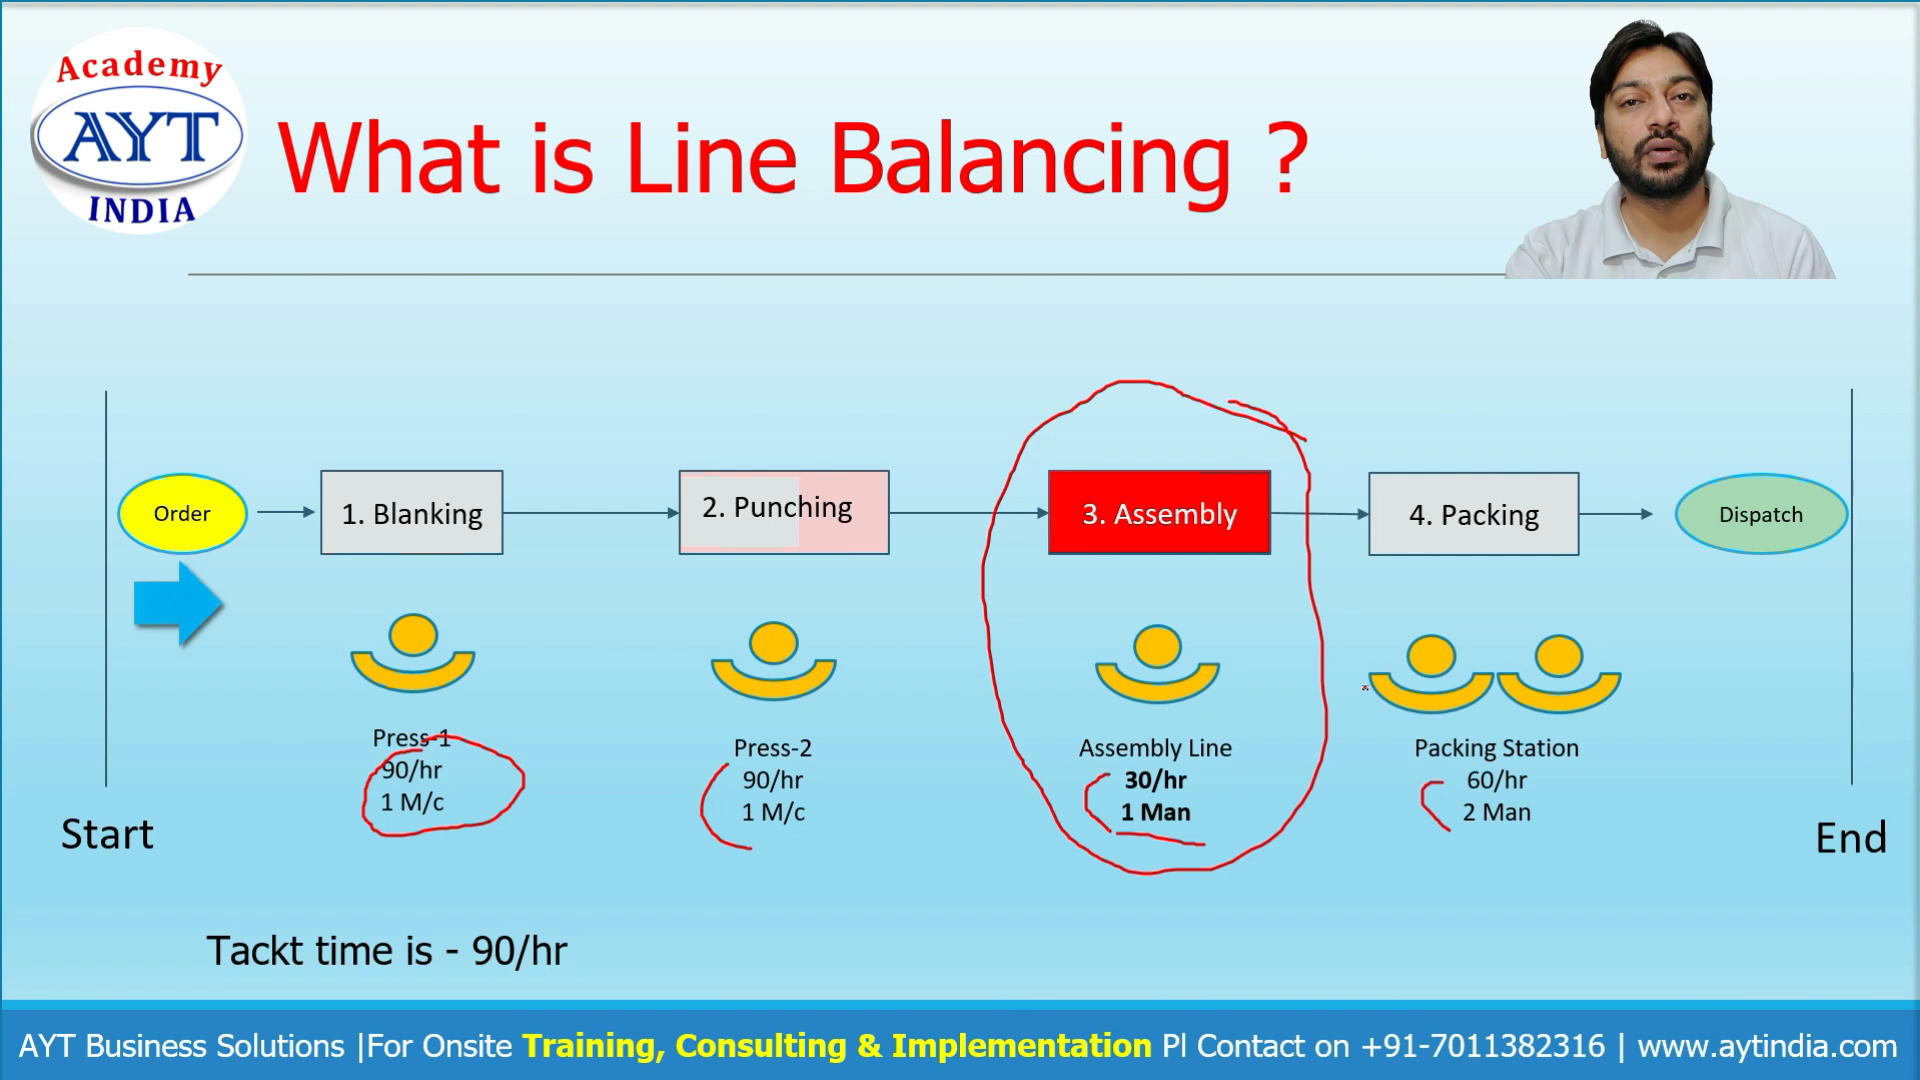 Academy
AYT
INDIA
What is Line Balancing ?
Order
1. Blanking
2. Punching
3. Assembly
4. Packing
Dispatch
Press-1
90/hr
1 M/c
Press-2
90/hr
1 M/c
Assembly Line
30/hr
1 Man
Packing Station
60/hr
2 Man
Start
End
Tackt time is - 90/hr
AYT Business Solutions |For Onsite Training, Consulting & Implementation Pl Contact on +91-7011382316 | www.aytindia.com